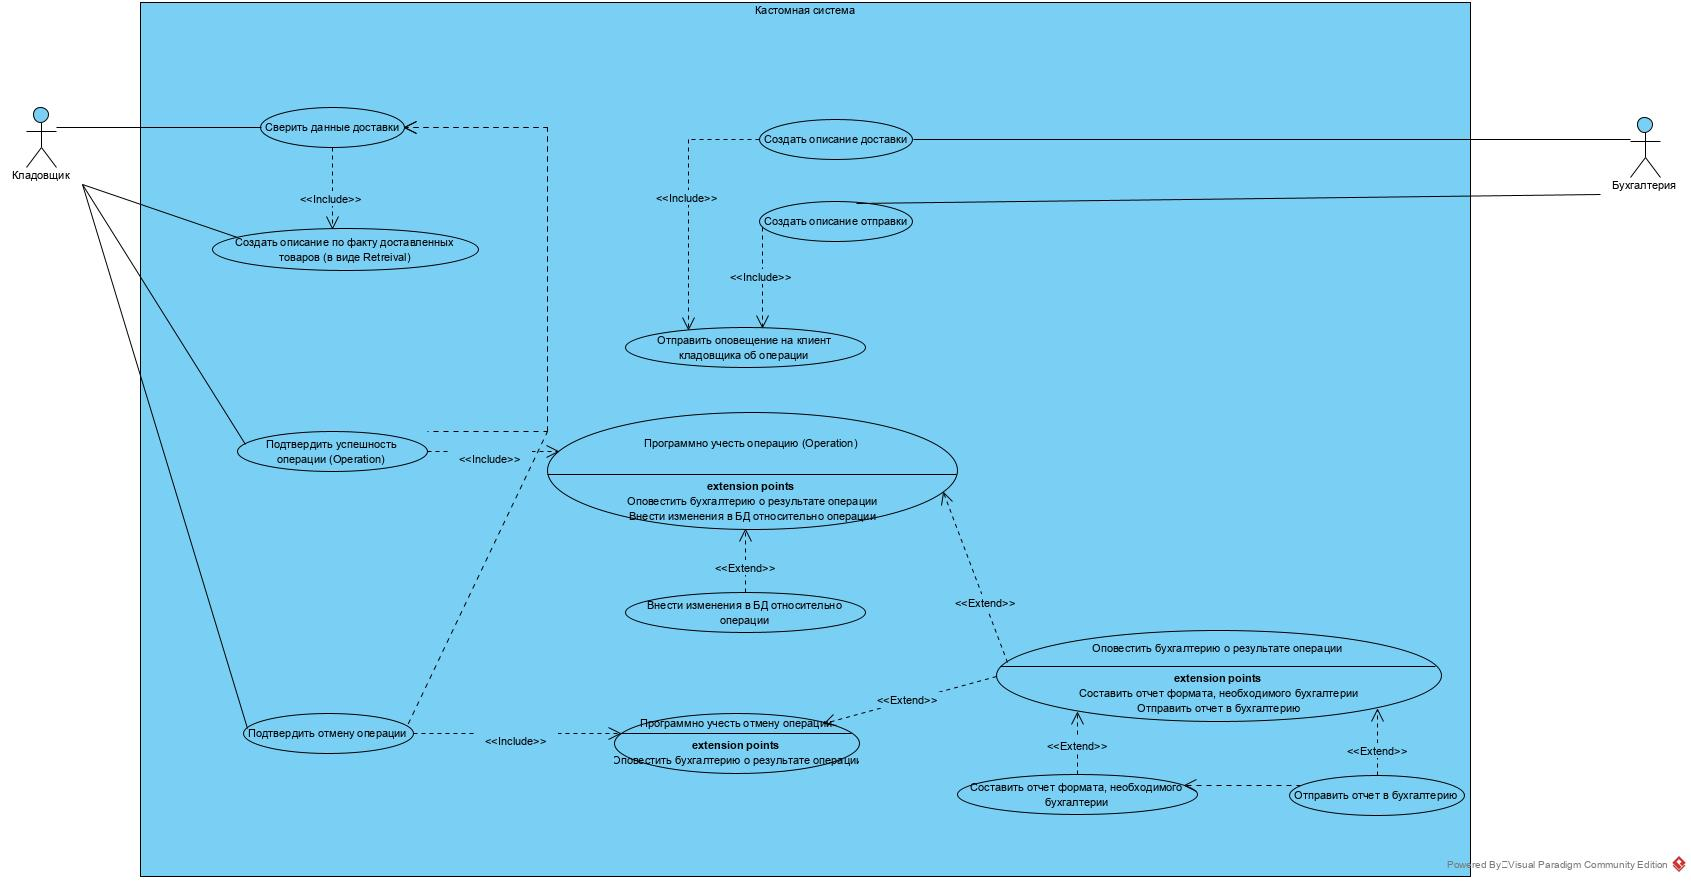 Кастомная система
Сверить данные доставки
Кладовщик
Создать описание доставки
Бухгалтерия
<<Include>>
<<Include>>
Создать описание отправки
Создать описание по факту доставленных
товаров (в виде Retreival)
<<Include>>
Отправить оповещение на клиент
кладовщика об операции
Подтвердить успешность
операции (Operation)
<<Include>>
Программно учесть операцию (Operation)
extension points
Оповестить бухгалтерию о результате операции
Внести изменения в БД относительно операции
<<Extend>>
Внести изменения в БД относительно
операции
<<Extend>>
Оповестить бухгалтерию о результате операции
extension points
Составить отчет формата, необходимого бухгалтерии
Отправить отчет в бухгалтерию
<<Extend>>
Подтвердить отмену операции
<<Include>>
Программно учесть отмену операции
extension points
Оповестить бухгалтерию о результате операции
<<Extend>>
<<Extend>>
Составить отчет формата, необходимого
бухгалтерии
Отправить отчет в бухгалтерию
Powered By Visual Paradigm Community Edition